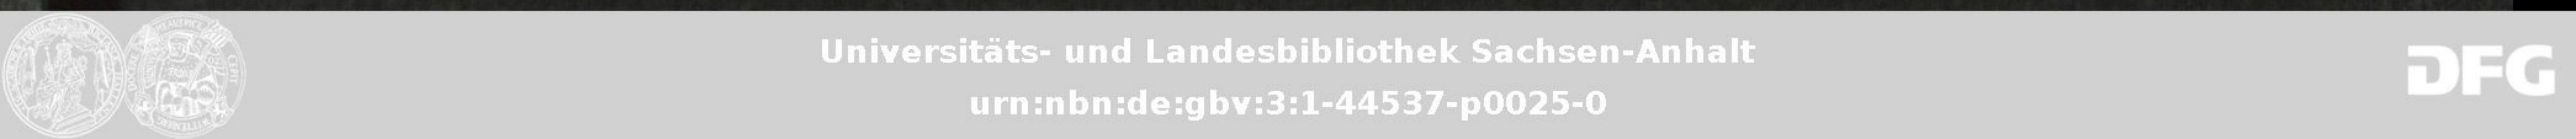 Universitäts- und Landesbibliothek Sachsen-Anhalt
urn:nbn:de:gbv:3:1-44537-p0025-0
DFG